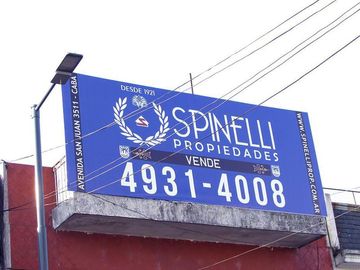 DESDE 1921
SPINELLI
PROPIEDADES
VENDE
4931-4008
AVENIDA SAN JUAN 3511 - CABA
WWW.SPINELLIPROP.COM.AR